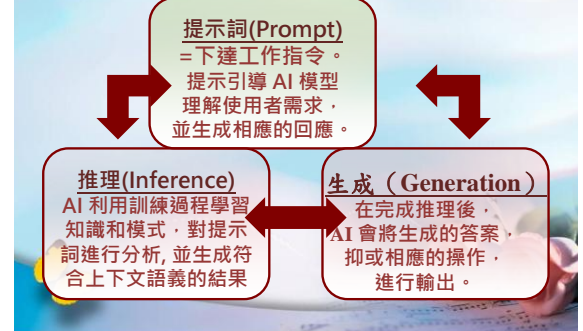 提示詞(Prompt)
=下達工作指令。
提示引導 AI 模型
理解使用者需求，
並生成相應的回應。
推理(Inference)
AI 利用訓練過程學習
知識和模式，對提示
詞進行分析, 並生成符
合上下文語義的結果
生成（Generation）
在完成推理後，
AI 會將生成的答案，
抑或相應的操作，
進行輸出。